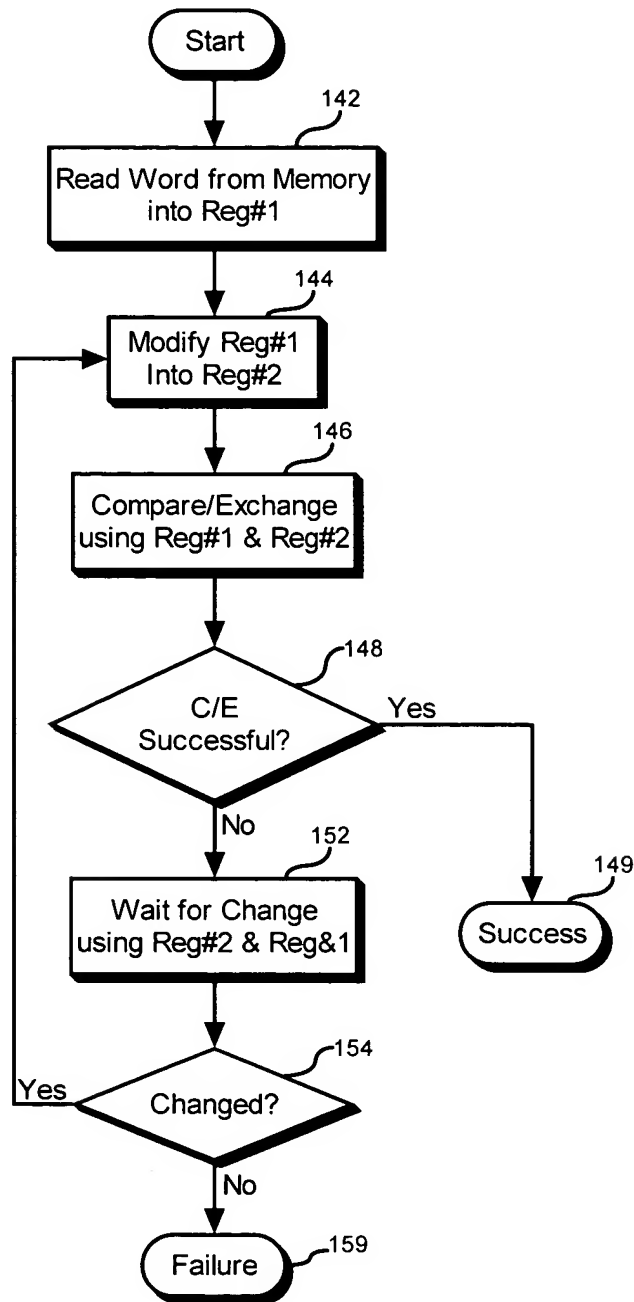 Start
142
Read Word from Memory
into Reg#1
144
Modify Reg#1
Into Reg#2
146
Compare/Exchange
using Reg#1 & Reg#2
148
C/E
Successful?
Yes
No
152
Wait for Change
using Reg#2 & Reg&1
149
Success
154
Changed?
Yes
No
Failure
159